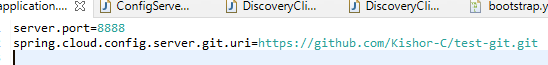 application.... ConfigServe... DiscoveryCli... DiscoveryCli... bootstrap.y
server.port=8888
spring.cloud.config.server.git.uri=https://github.com/Kishor-C/test-git.git